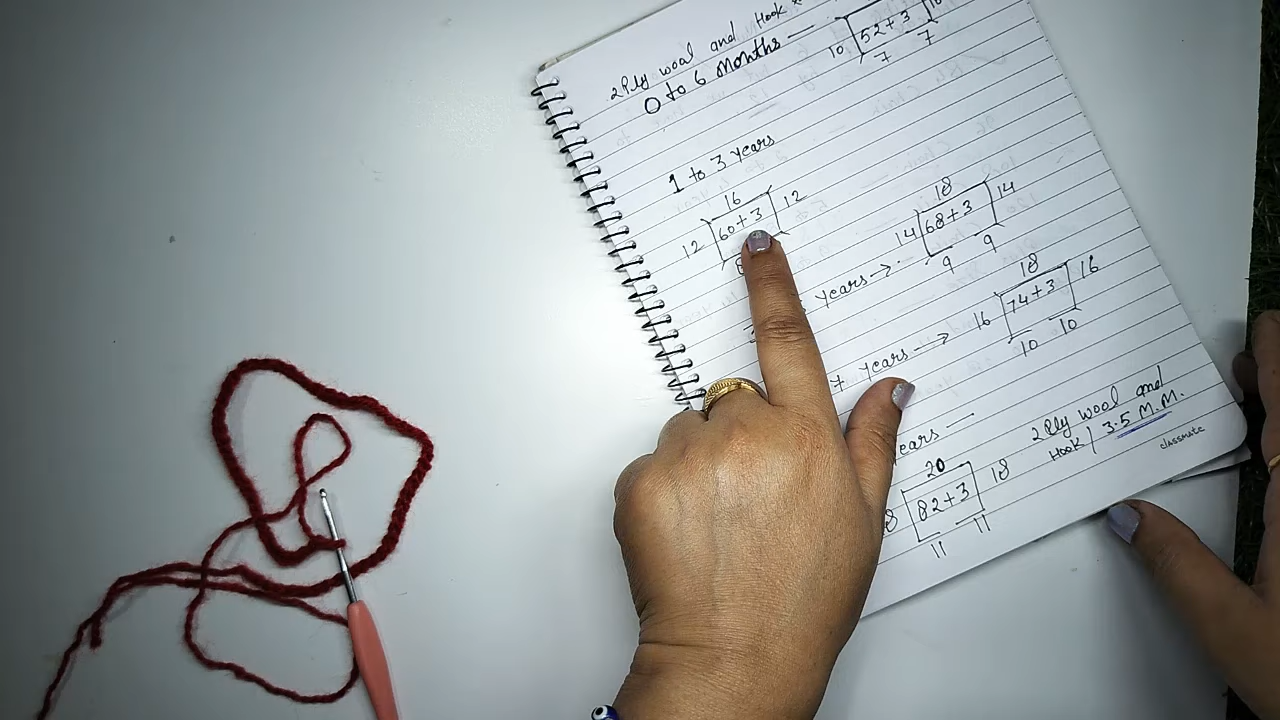 2Ply wool and Hook
0 to 6 months —
10 52+3 10
7 7
1 to 3 years
16
12 60+3 12
years → 18
14 68+3 14
9 9
7 years → 18
16 74+3 16
10 10
years —
20
8 82+3 18
11 11
2Ply wool and
Hook / 3.5 M.M.
classmate